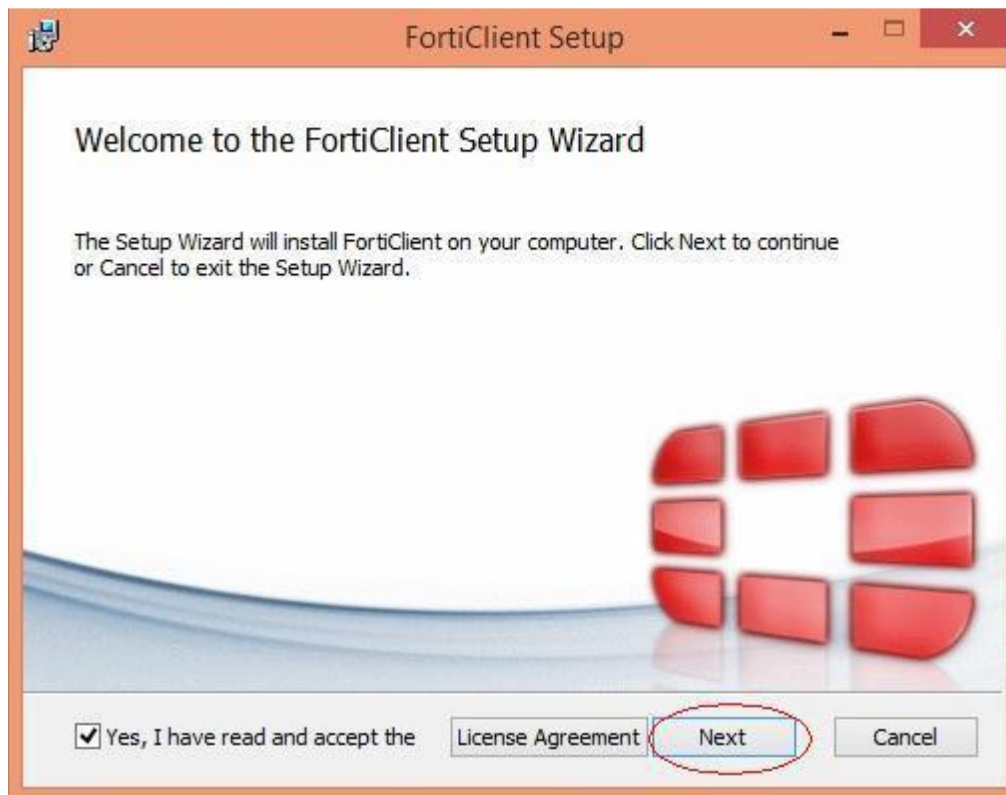 FortiClient Setup
Welcome to the FortiClient Setup Wizard
The Setup Wizard will install FortiClient on your computer. Click Next to continue
or Cancel to exit the Setup Wizard.
Yes, I have read and accept the License Agreement Next Cancel